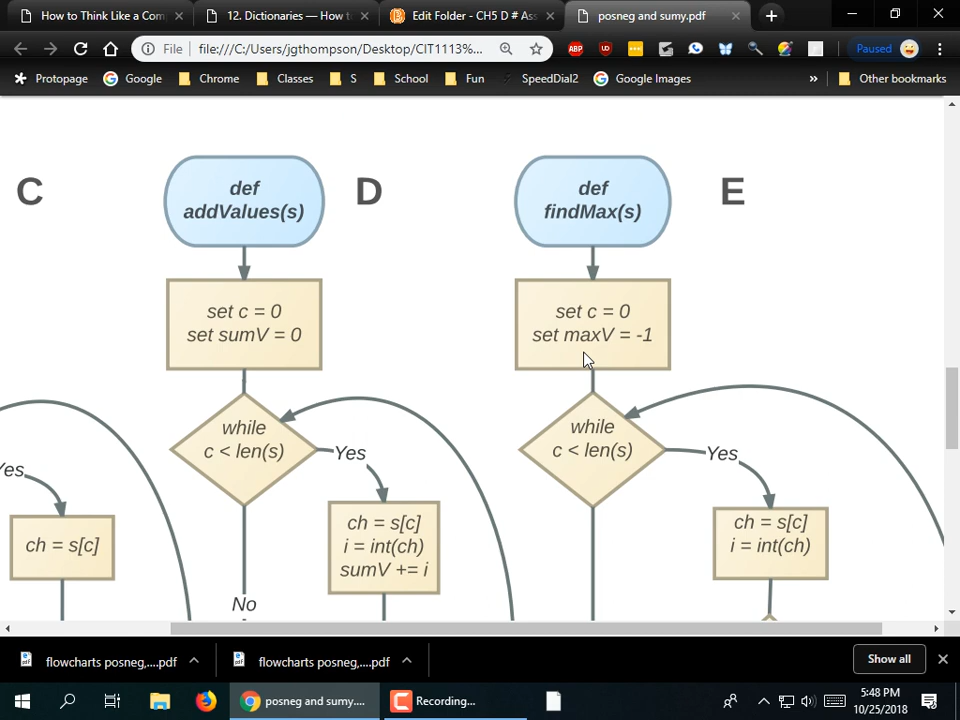 How to Think Like a Com
12. Dictionaries — How to
Edit Folder - CH5 D # Ass
posneg and sumy.pdf
File
file:///C:/Users/jgthompson/Desktop/CIT1113%...
ABP
Paused
Protopage
Google
Chrome
Classes
S
School
Fun
SpeedDial2
Google Images
»
Other bookmarks
C
def
addValues(s)
D
def
findMax(s)
E
set c = 0
set sumV = 0
set c = 0
set maxV = -1
while
c < len(s)
Yes
while
c < len(s)
Yes
Yes
ch = s[c]
ch = s[c]
i = int(ch)
sumV += i
ch = s[c]
i = int(ch)
No
flowcharts posneg,....pdf
flowcharts posneg,....pdf
Show all
posneg and sumy....
Recording...
5:48 PM
10/25/2018